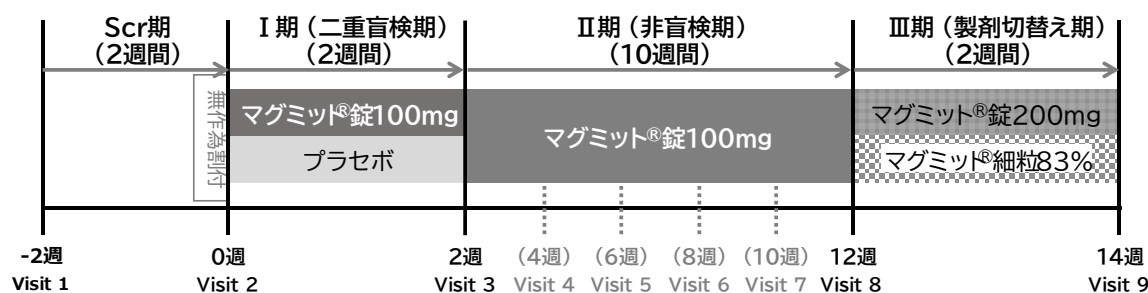 Scr期
（2週間）
Ⅰ期（二重盲検期）
（2週間）
Ⅱ期（非盲検期）
（10週間）
Ⅲ期（製剤切替え期）
（2週間）
無作為割付
マグミット®錠100mg
プラセボ
マグミット®錠100mg
マグミット®錠200mg
マグミット®細粒83%
-2週
Visit 1
0週
Visit 2
2週
Visit 3
（4週）
Visit 4
（6週）
Visit 5
（8週）
Visit 6
（10週）
Visit 7
12週
Visit 8
14週
Visit 9